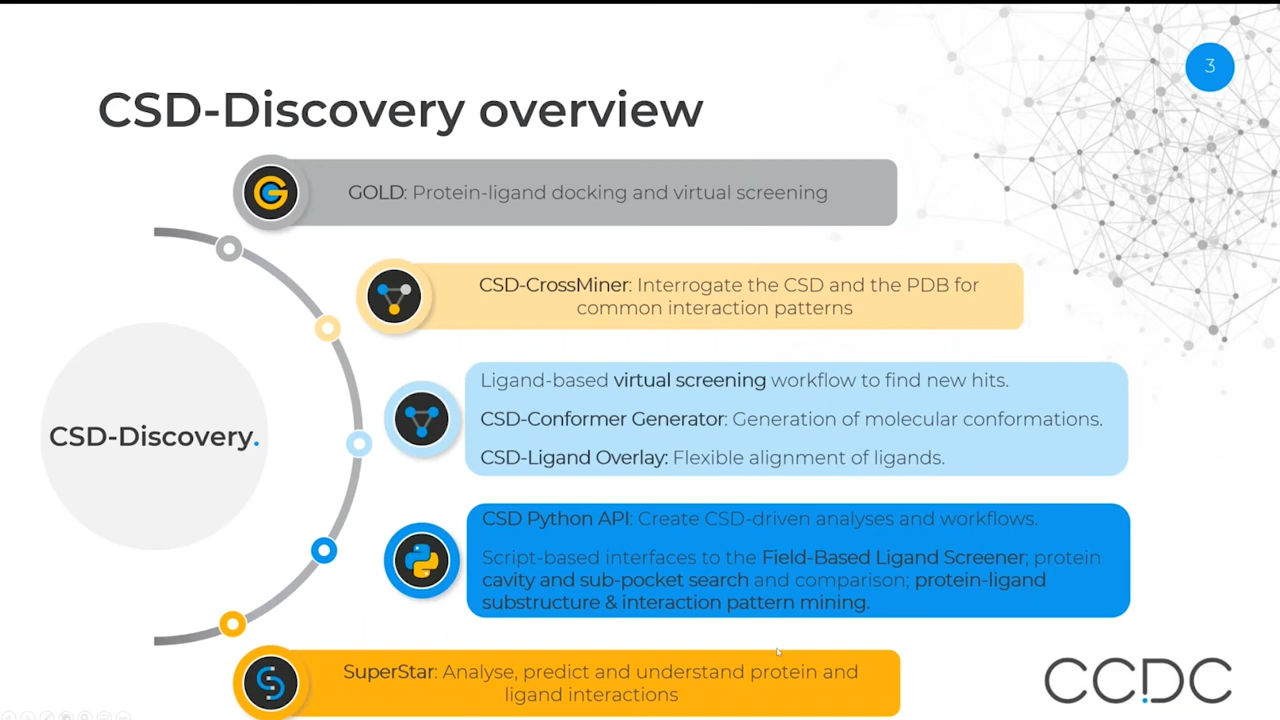 3
CSD-Discovery overview
GOLD: Protein-ligand docking and virtual screening
CSD-CrossMiner: Interrogate the CSD and the PDB for
common interaction patterns
Ligand-based virtual screening workflow to find new hits.
CSD-Conformer Generator: Generation of molecular conformations.
CSD-Ligand Overlay: Flexible alignment of ligands.
CSD-Discovery.
CSD Python API: Create CSD-driven analyses and workflows.
Script-based interfaces to the Field-Based Ligand Screener; protein
cavity and sub-pocket search and comparison; protein-ligand
substructure & interaction pattern mining.
SuperStar: Analyse, predict and understand protein and
ligand interactions
CCDC